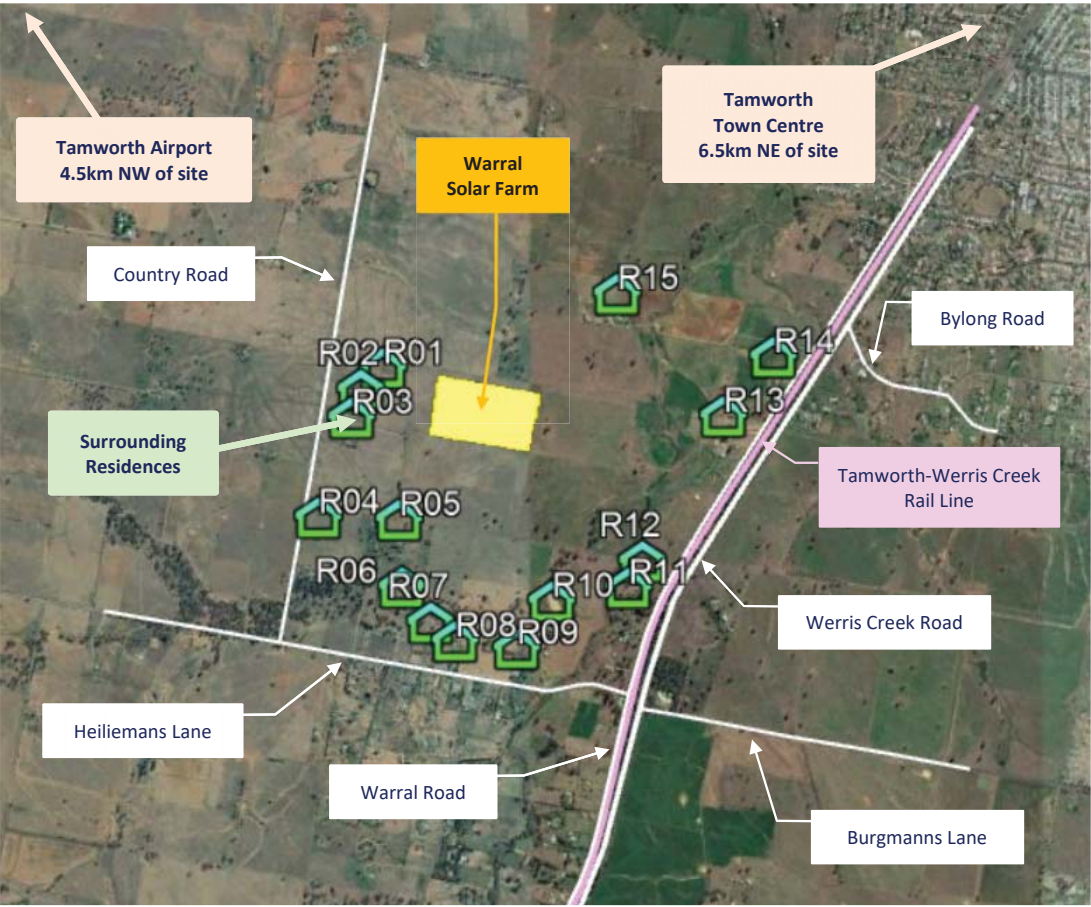 Tamworth Airport
4.5km NW of site
Tamworth
Town Centre
6.5km NE of site
Warral
Solar Farm
Country Road
R15
Bylong Road
R14
R02
R01
R03
R13
Surrounding
Residences
Tamworth-Werris Creek
Rail Line
R04
R05
R12
R06
R07
R10
R11
R08
R09
Werris Creek Road
Heiliemans Lane
Warral Road
Burgmanns Lane